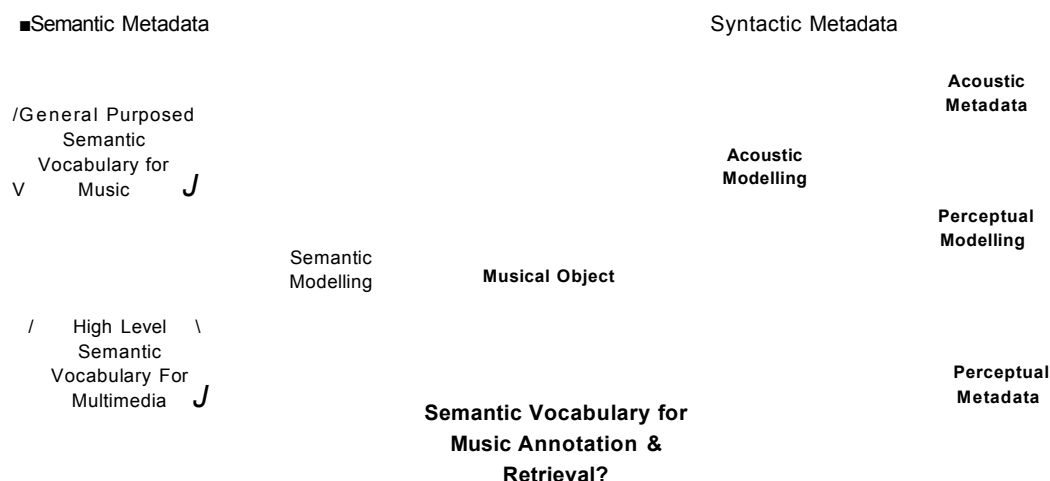 ■Semantic Metadata
Syntactic Metadata
Acoustic
Metadata
/General Purposed
Semantic
Vocabulary for
V Music J
Acoustic
Modelling
Perceptual
Modelling
Semantic
Modelling
Musical Object
/ High Level \
Semantic
Vocabulary For
Multimedia J
Perceptual
Metadata
Semantic Vocabulary for
Music Annotation &
Retrieval?